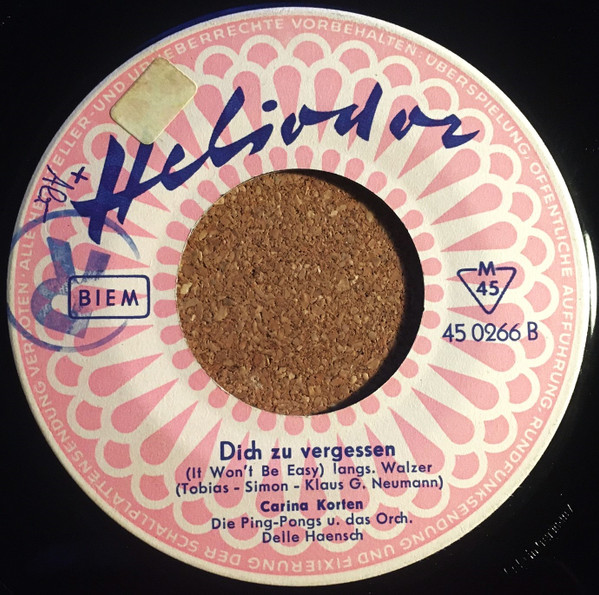 ALLE HERSTELLER- UND URHEBERRECHTE VORBEHALTEN · ÜBERSPIELUNG, ÖFFENTLICHE AUFFÜHRUNG, RUNDFUNKSENDUNG UND FIXIERUNG DER SCHALLPLATTENSENDUNG VERBOTEN ·
Heliodor
BIEM
M
45
45 0266 B
Dich zu vergessen
(It Won't Be Easy) langs. Walzer
(Tobias - Simon - Klaus G. Neumann)
Carina Korten
Die Ping-Pongs u. das Orch.
Delle Haensch